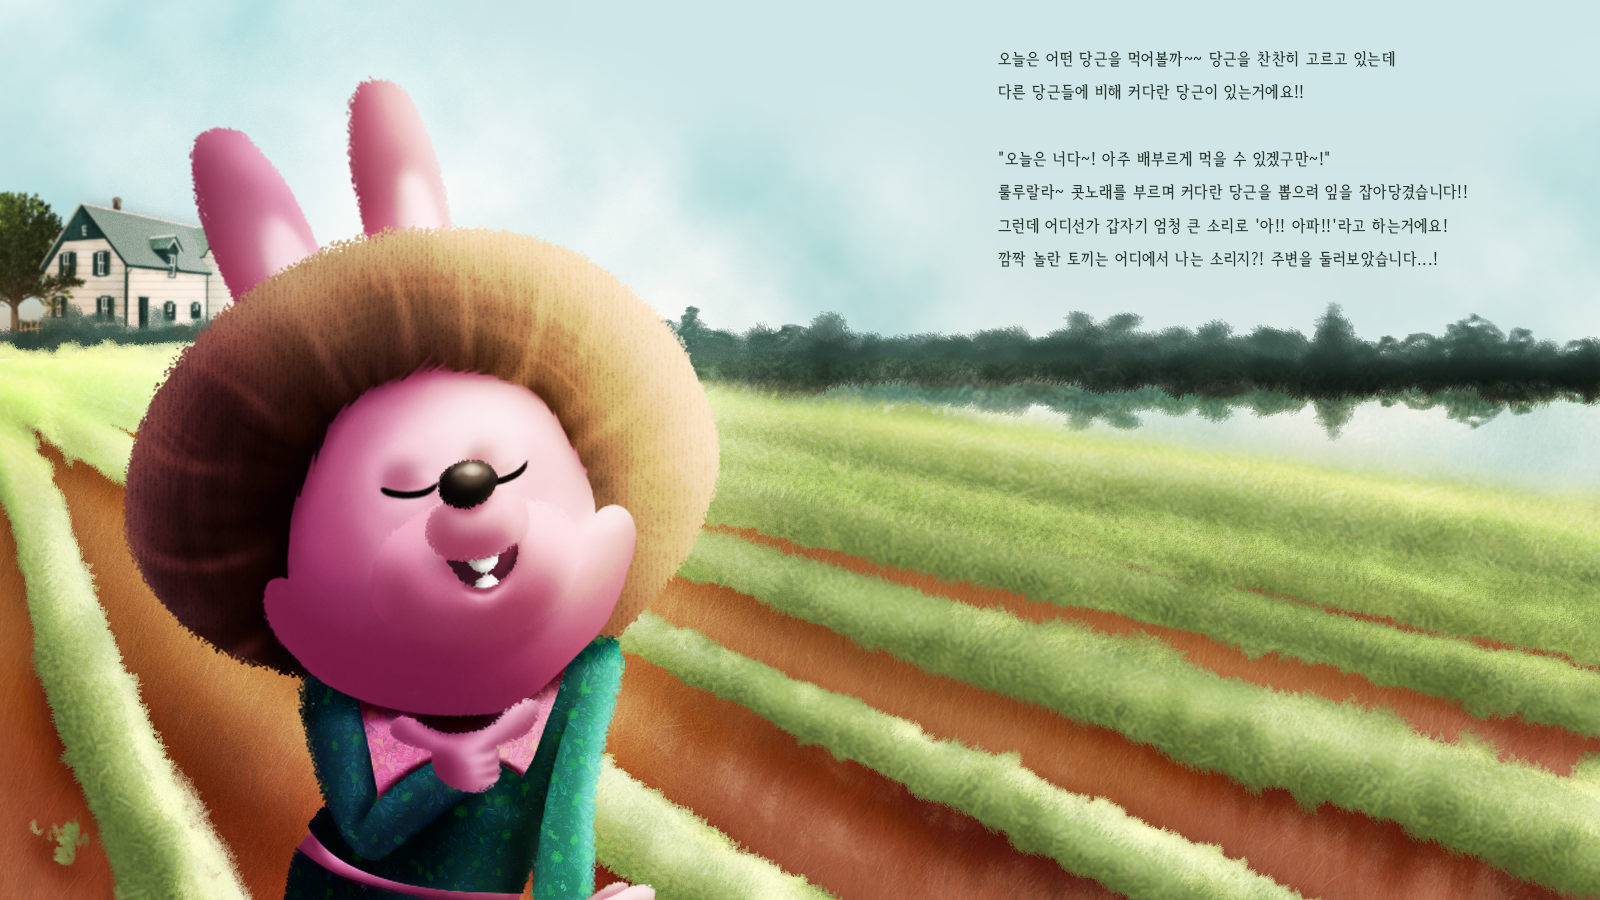 오늘은 어떤 당근을 먹어볼까~~ 당근을 찬찬히 고르고 있는데
다른 당근들에 비해 커다란 당근이 있는거에요!!
"오늘은 너다~! 아주 배부르게 먹을 수 있겠구만~!"
룰루랄라~ 콧노래를 부르며 커다란 당근을 뽑으려 잎을 잡아당겼습니다!!
그런데 어디선가 갑자기 엄청 큰 소리로 '아!! 아파!!'라고 하는거에요!
깜짝 놀란 토끼는 어디에서 나는 소리지?! 주변을 둘러보았습니다...!